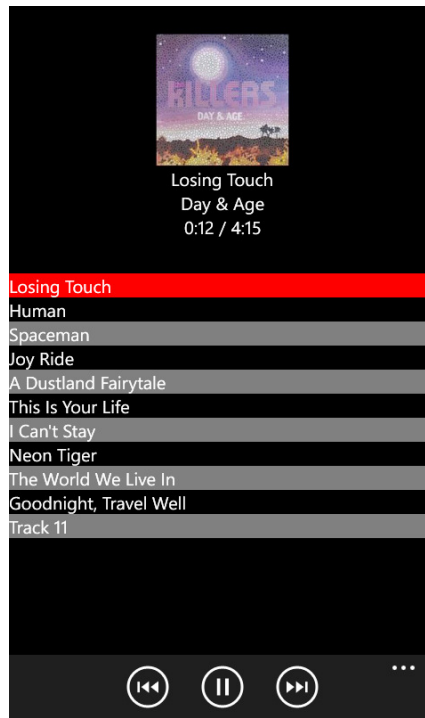 KILLERS
DAY & AGE
Losing Touch
Day & Age
0:12 / 4:15
Losing Touch
Human
Spaceman
Joy Ride
A Dustland Fairytale
This Is Your Life
I Can't Stay
Neon Tiger
The World We Live In
Goodnight, Travel Well
Track 11